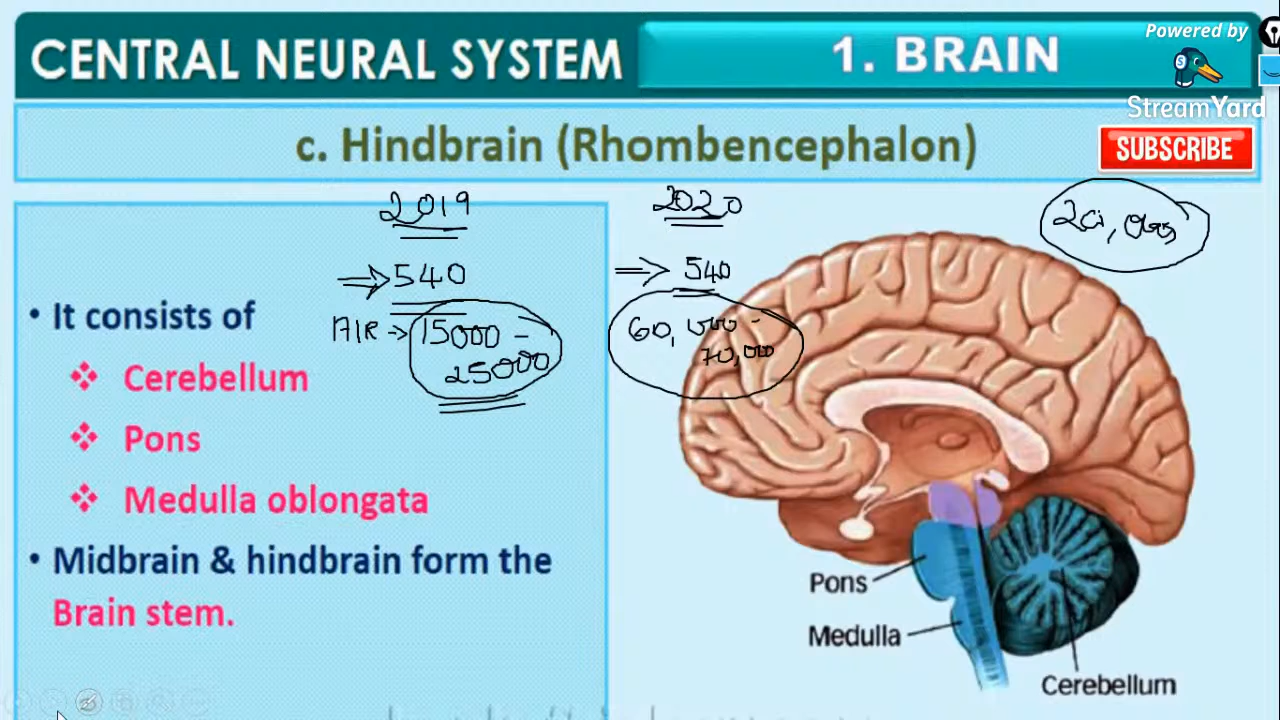 CENTRAL NEURAL SYSTEM
1. BRAIN
Powered by
StreamYard
SUBSCRIBE
c. Hindbrain (Rhombencephalon)
2019
2020
540
540
AIR → 15000 –
25000
60,000 -
70,000
• It consists of
❖ Cerebellum
❖ Pons
❖ Medulla oblongata
• Midbrain & hindbrain form the
Brain stem.
Pons
Medulla
Cerebellum